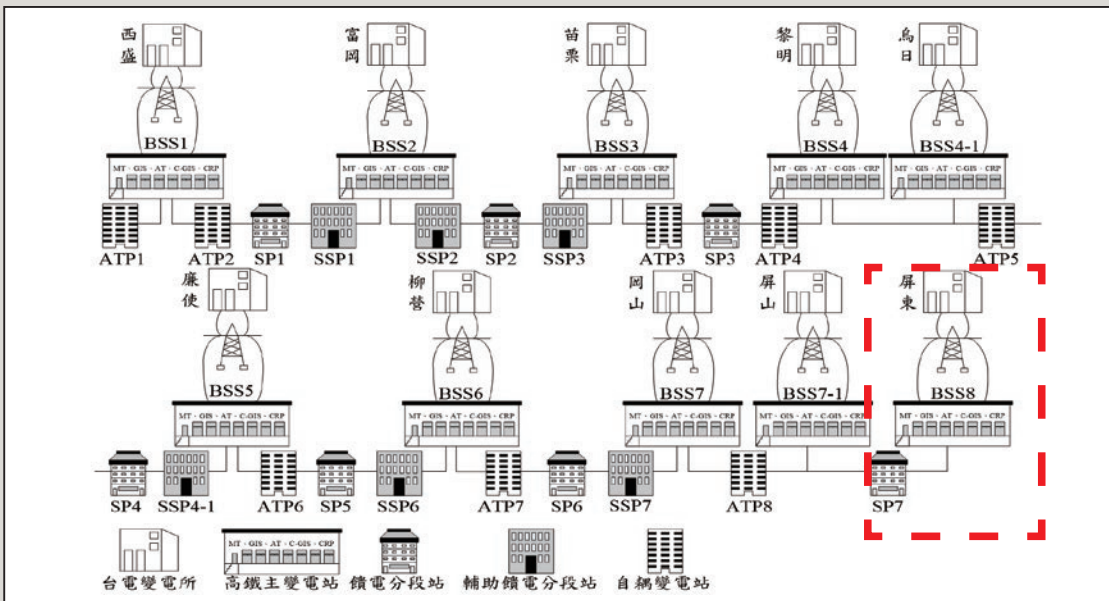 西盛
富岡
苗栗
黎明
烏日
BSS1
BSS2
BSS3
BSS4
BSS4-1
MT · GIS · AT · C-GIS · CRP
MT · GIS · AT · C-GIS · CRP
MT · GIS · AT · C-GIS · CRP
MT · GIS · AT · C-GIS · CRP
MT · GIS · AT · C-GIS · CRP
ATP1
ATP2
SP1
SSP1
SSP2
SP2
SSP3
ATP3
SP3
ATP4
ATP5
廉使
柳營
岡山
屏山
屏東
BSS5
BSS6
BSS7
BSS7-1
BSS8
MT · GIS · AT · C-GIS · CRP
MT · GIS · AT · C-GIS · CRP
MT · GIS · AT · C-GIS · CRP
MT · GIS · AT · C-GIS · CRP
MT · GIS · AT · C-GIS · CRP
SP4
SSP4-1
ATP6
SP5
SSP6
ATP7
SP6
SSP7
ATP8
SP7
MT · GIS · AT · C-GIS · CRP
台電變電所
高鐵主變電站
饋電分段站
輔助饋電分段站
自耦變電站